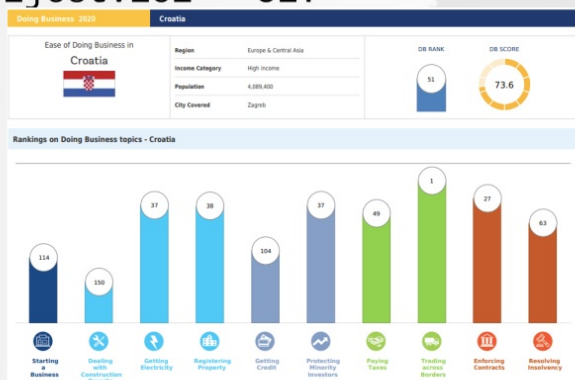 Doing Business 2020
Croatia
Ease of Doing Business in
Croatia
Region Europe & Central Asia
Income Category High income
Population 4,089,400
City Covered Zagreb
DB RANK
DB SCORE
51
73.6
Rankings on Doing Business topics - Croatia
114
150
37
38
104
37
49
1
27
63
Starting
a
Business
Dealing
with
Construction
Getting
Electricity
Registering
Property
Getting
Credit
Protecting
Minority
Investors
Paying
Taxes
Trading
across
Borders
Enforcing
Contracts
Resolving
Insolvency